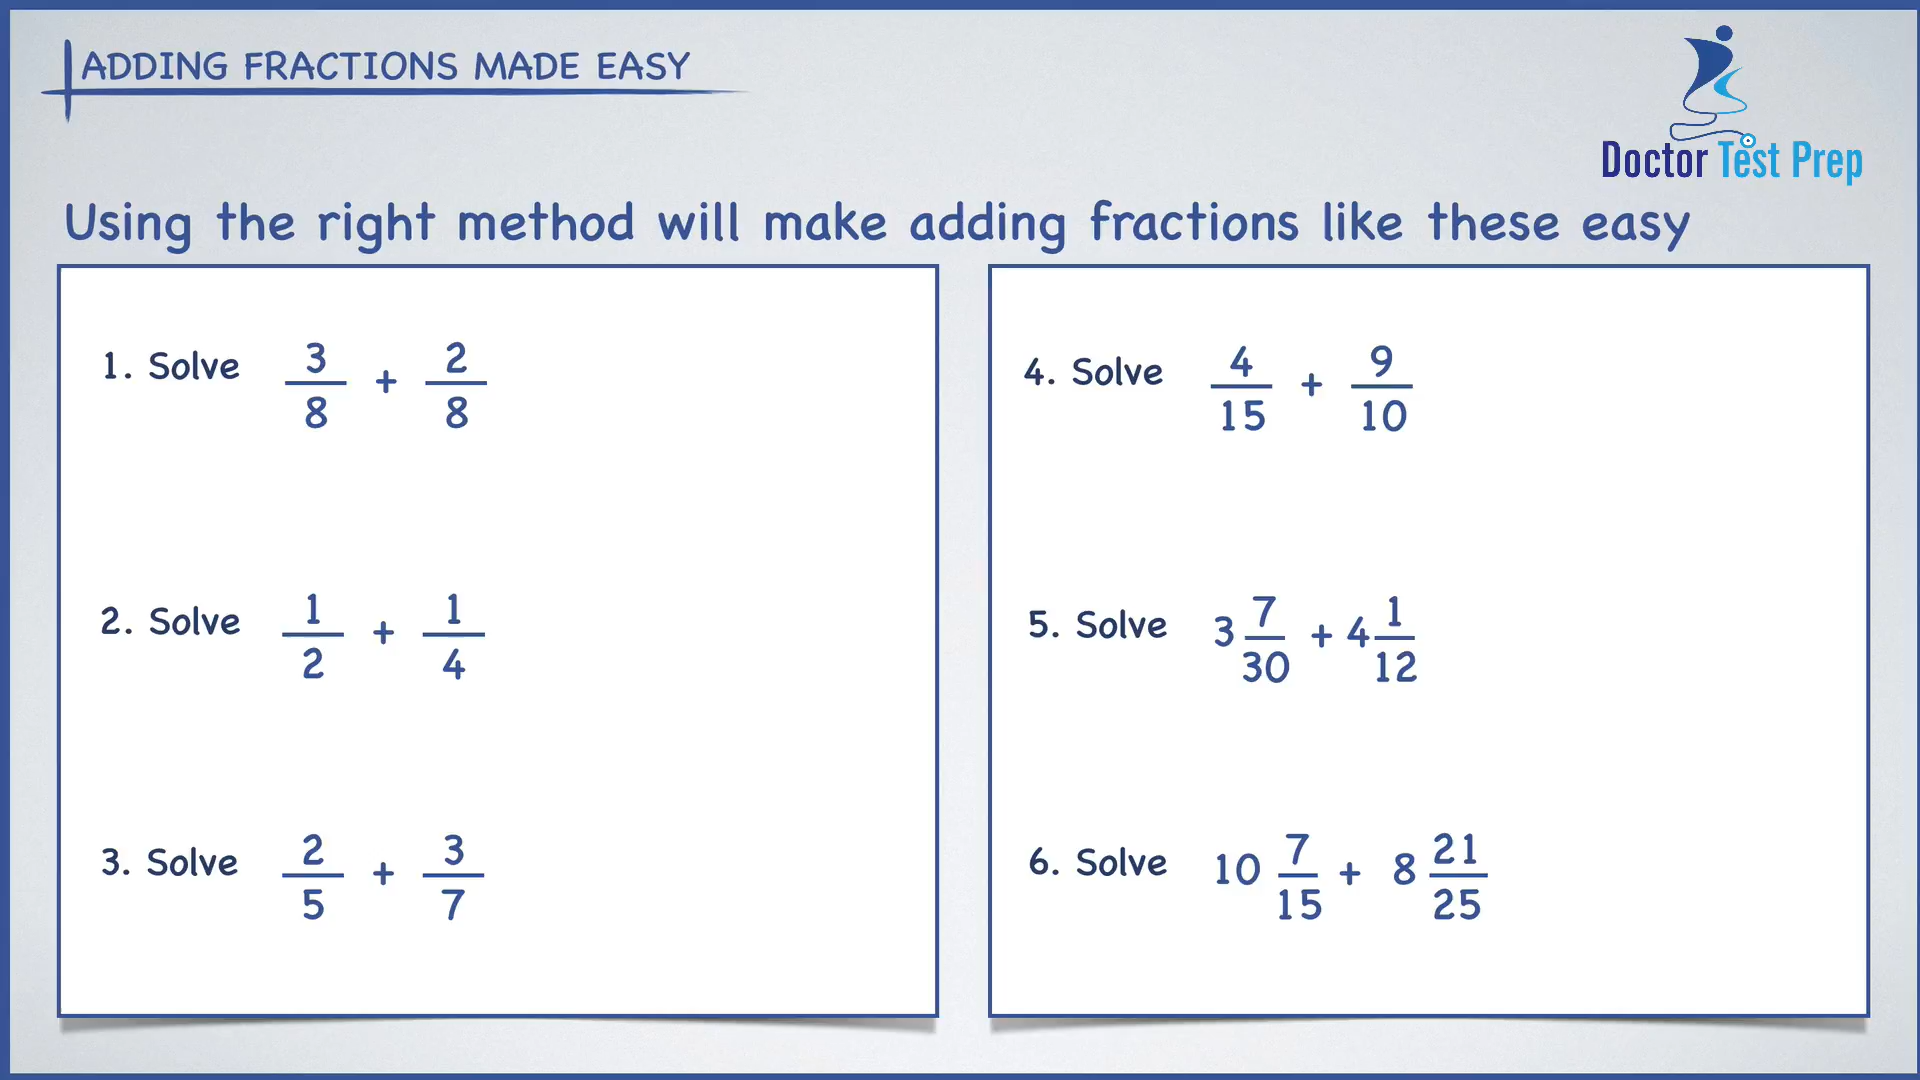 ADDING FRACTIONS MADE EASY
Doctor Test Prep
Using the right method will make adding fractions like these easy
1. Solve 3/8 + 2/8
2. Solve 1/2 + 1/4
3. Solve 2/5 + 3/7
4. Solve 4/15 + 9/10
5. Solve 3 7/30 + 4 1/12
6. Solve 10 7/15 + 8 21/25